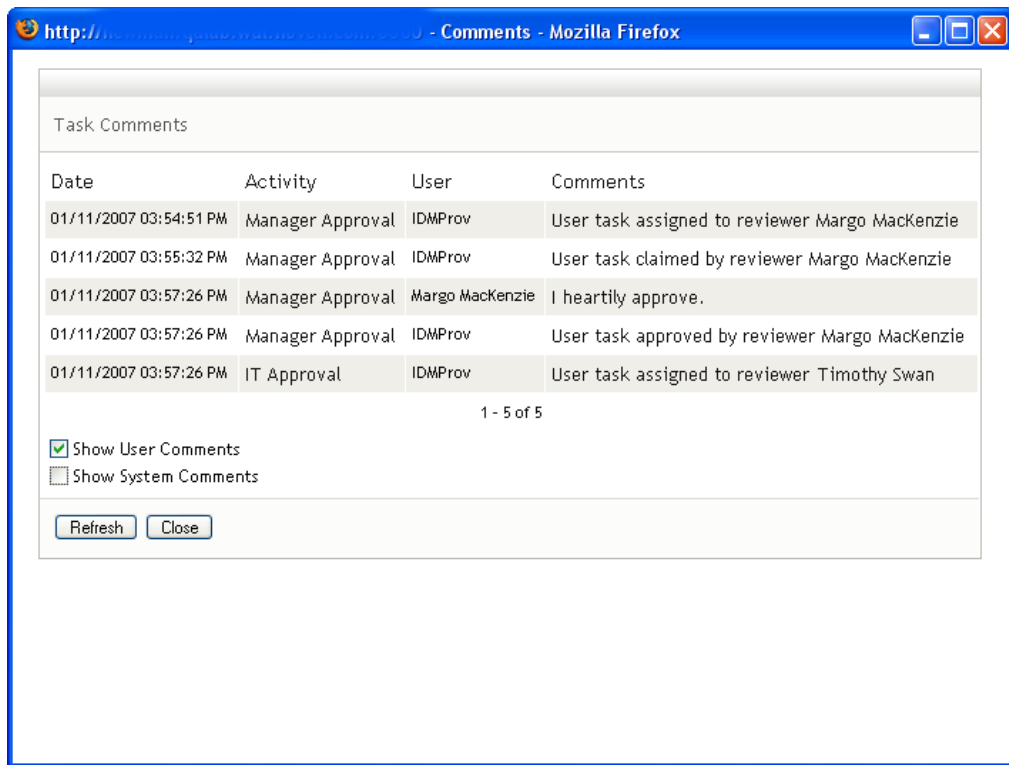 http:// - Comments - Mozilla Firefox
Task Comments
Date Activity User Comments
01/11/2007 03:54:51 PM Manager Approval IDMProv User task assigned to reviewer Margo MacKenzie
01/11/2007 03:55:32 PM Manager Approval IDMProv User task claimed by reviewer Margo MacKenzie
01/11/2007 03:57:26 PM Manager Approval Margo MacKenzie I heartily approve.
01/11/2007 03:57:26 PM Manager Approval IDMProv User task approved by reviewer Margo MacKenzie
01/11/2007 03:57:26 PM IT Approval IDMProv User task assigned to reviewer Timothy Swan
1 - 5 of 5
Show User Comments
Show System Comments
Refresh Close